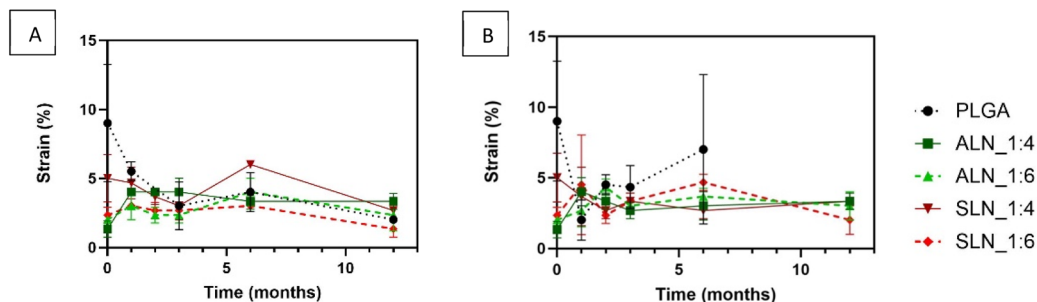 A
15
10
5
0
Strain (%)
0
5
10
Time (months)
B
15
10
5
0
Strain (%)
0
5
10
Time (months)
PLGA
ALN_1:4
ALN_1:6
SLN_1:4
SLN_1:6